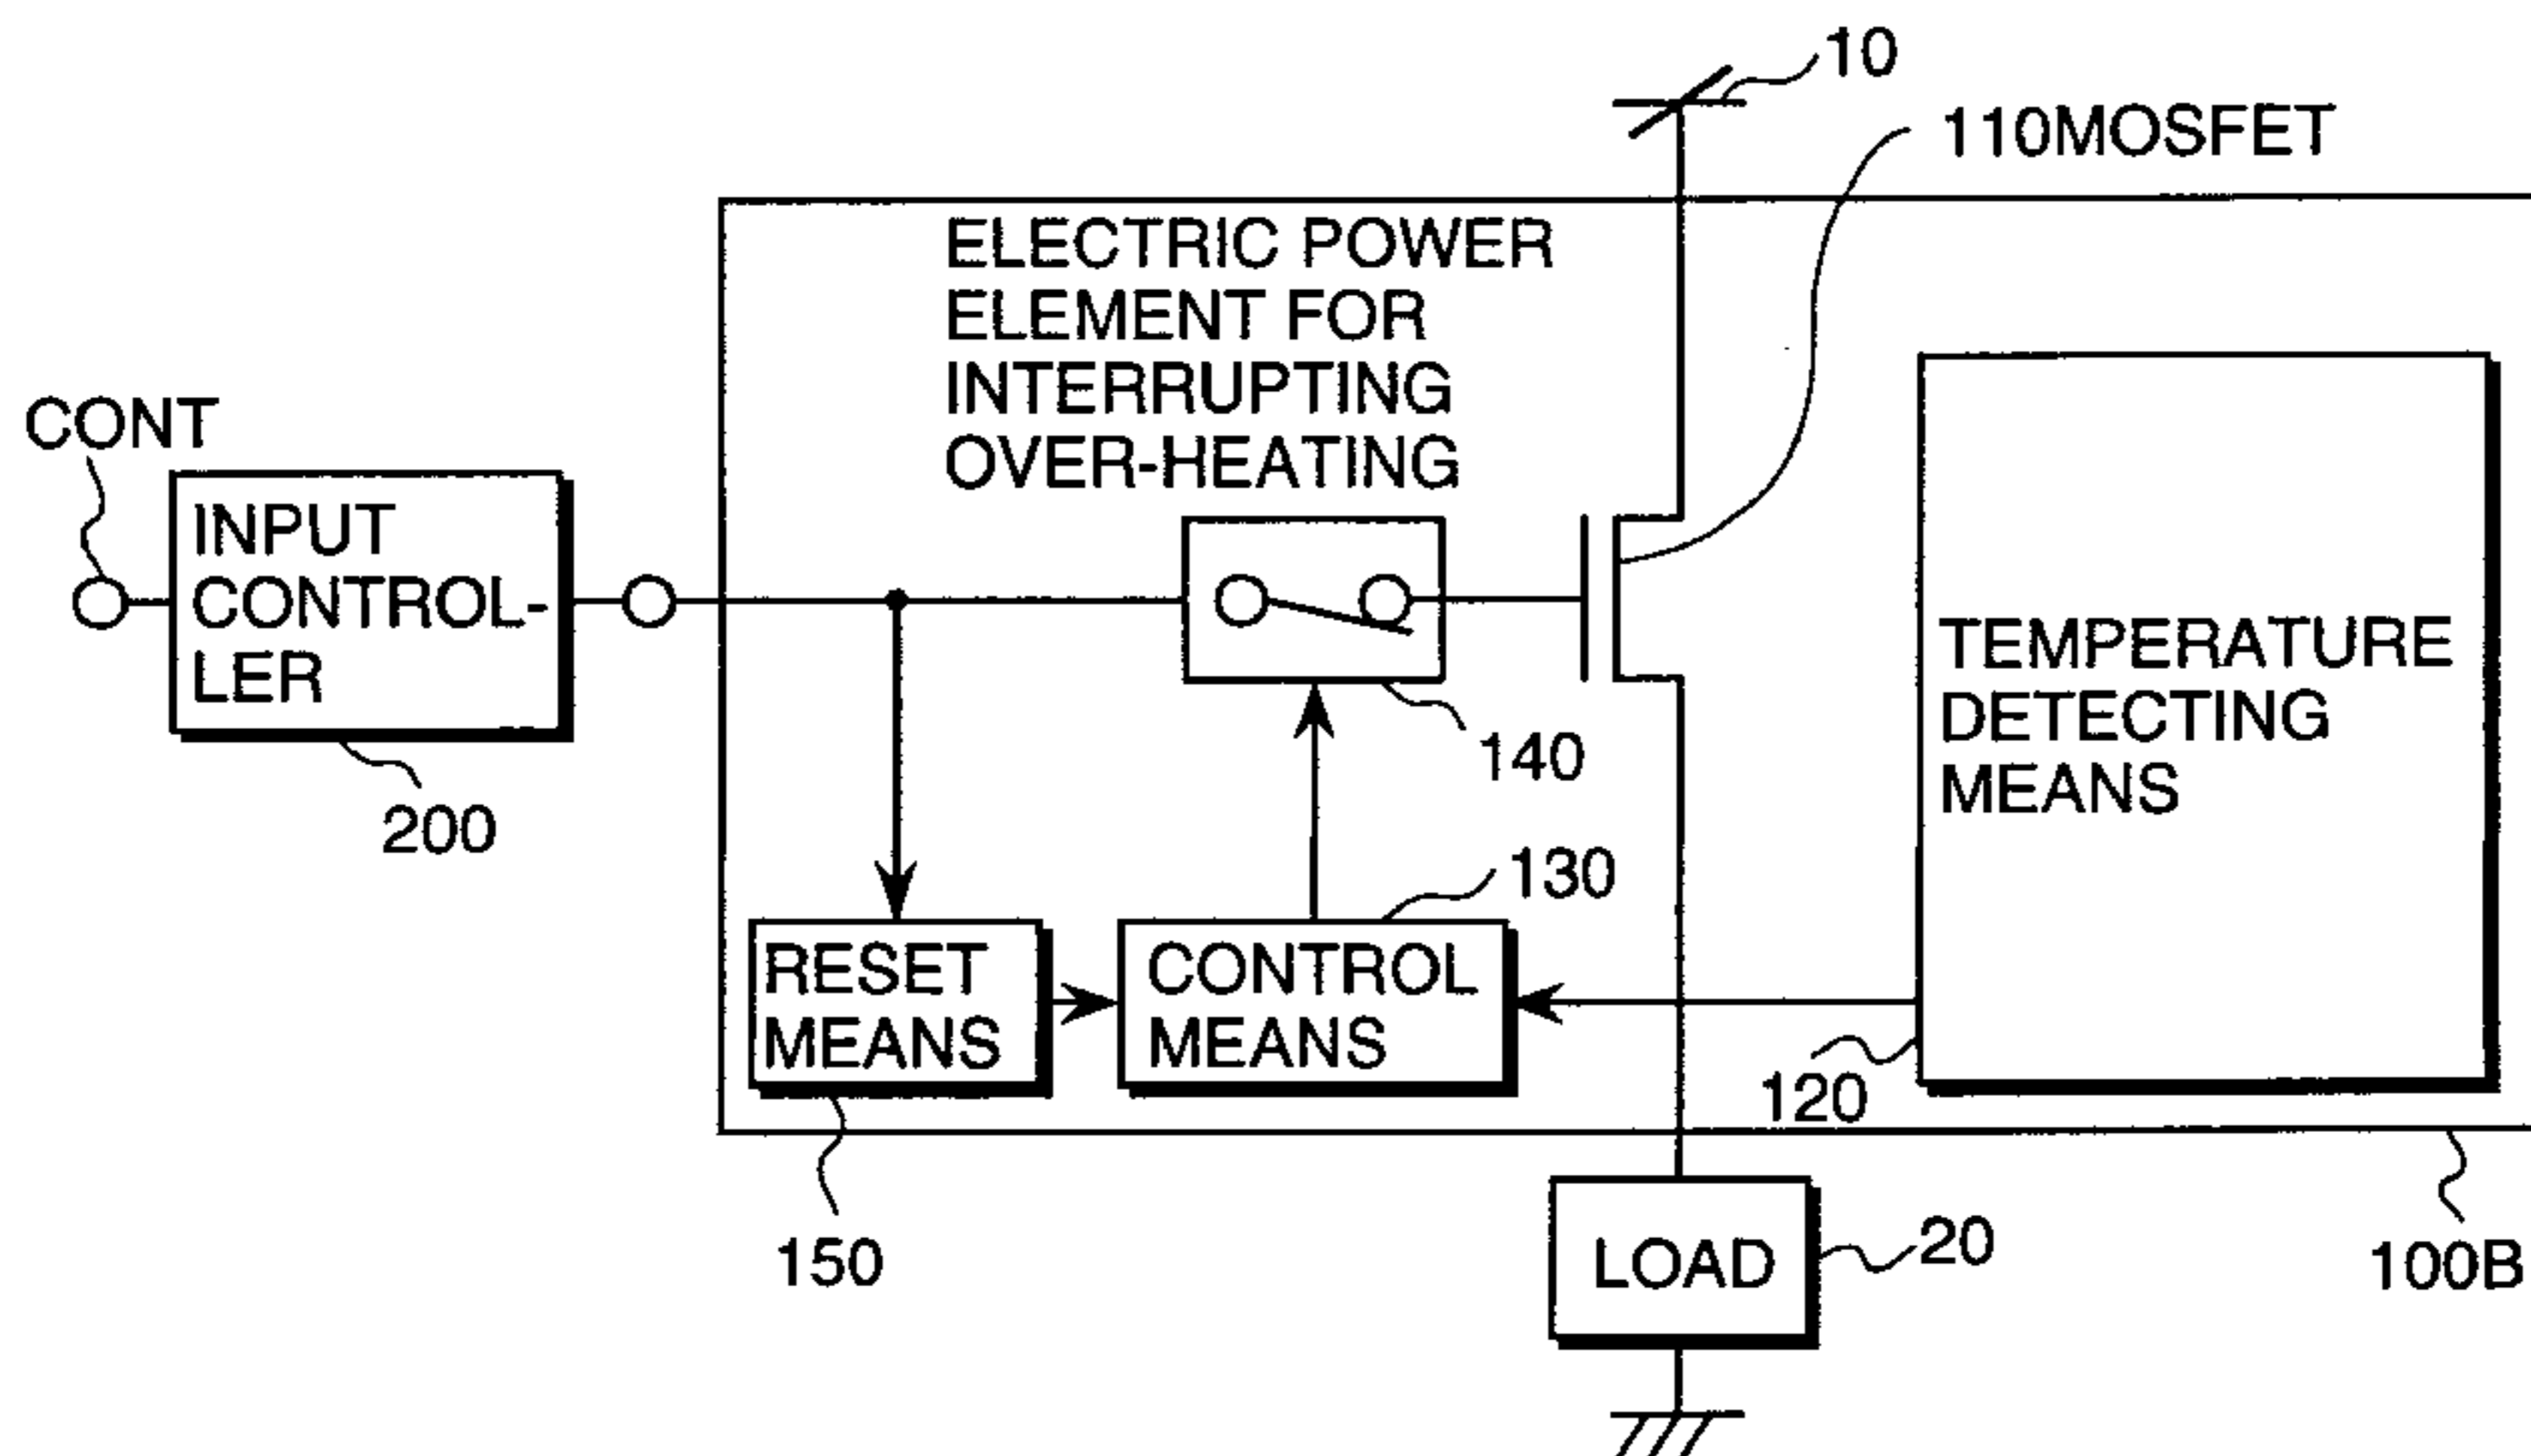 10
110MOSFET
ELECTRIC POWER
ELEMENT FOR
INTERRUPTING
OVER-HEATING
CONT
INPUT
CONTROL-
LER
200
140
TEMPERATURE
DETECTING
MEANS
130
RESET
MEANS
CONTROL
MEANS
120
150
LOAD
20
100B